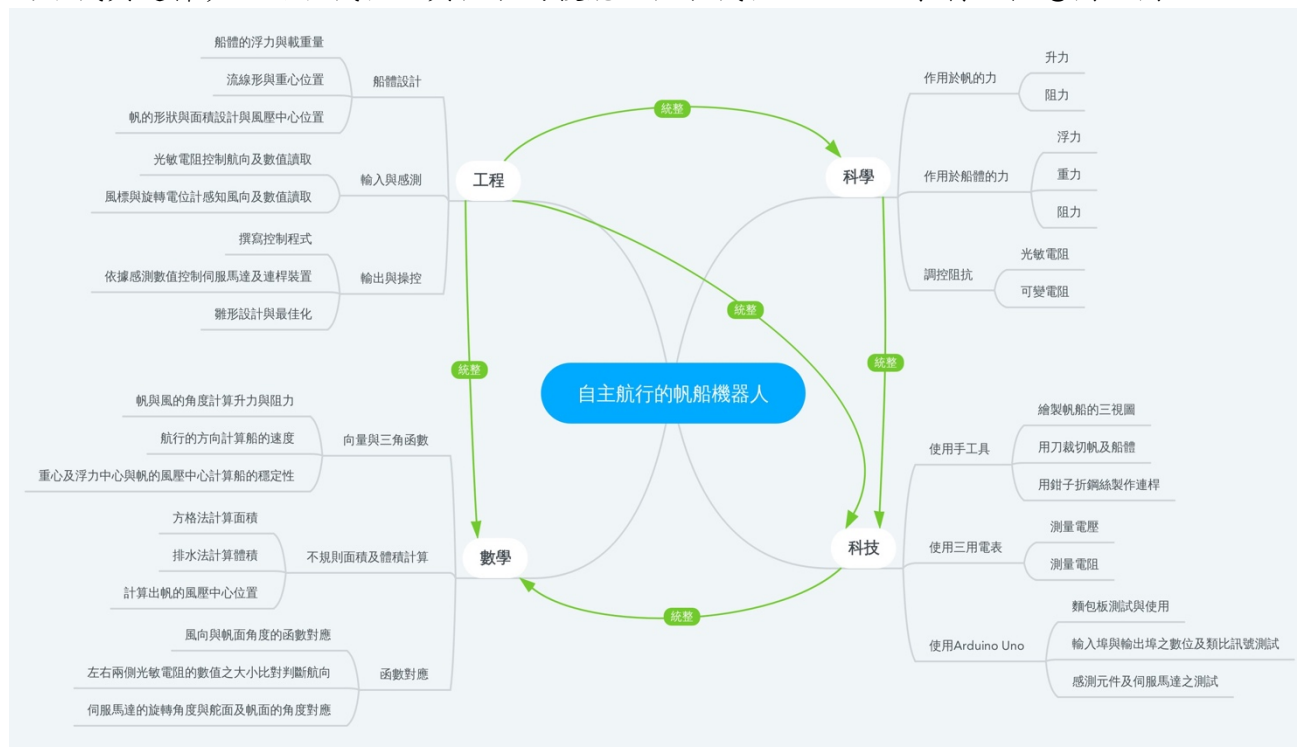 自主航行的帆船機器人
工程
船體設計
船體的浮力與載重量
流線形與重心位置
帆的形狀與面積設計與風壓中心位置
輸入與感測
光敏電阻控制航向及數值讀取
風標與旋轉電位計感知風向及數值讀取
輸出與操控
撰寫控制程式
依據感測數值控制伺服馬達及連桿裝置
雛形設計與最佳化
科學
作用於帆的力
升力
阻力
作用於船體的力
浮力
重力
阻力
調控阻抗
光敏電阻
可變電阻
統整
統整
統整
統整
統整
數學
向量與三角函數
帆與風的角度計算升力與阻力
航行的方向計算船的速度
重心及浮力中心與帆的風壓中心計算船的穩定性
不規則面積及體積計算
方格法計算面積
排水法計算體積
計算出帆的風壓中心位置
函數對應
風向與帆面角度的函數對應
左右兩側光敏電阻的數值之大小比對判斷航向
伺服馬達的旋轉角度與舵面及帆面的角度對應
科技
使用手工具
繪製帆船的三視圖
用刀裁切帆及船體
用鉗子折鋼絲製作連桿
使用三用電表
測量電壓
測量電阻
使用Arduino Uno
麵包板測試與使用
輸入埠與輸出埠之數位及類比訊號測試
感測元件及伺服馬達之測試